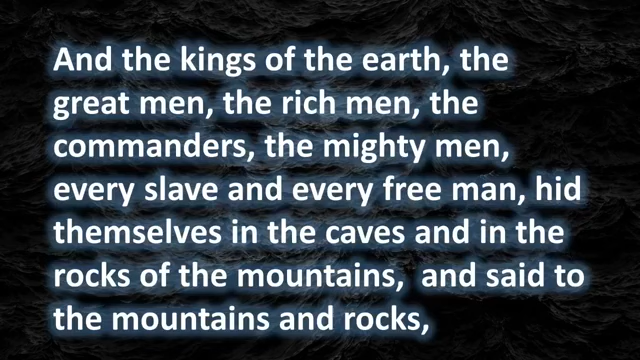 And the kings of the earth, the
great men, the rich men, the
commanders, the mighty men,
every slave and every free man, hid
themselves in the caves and in the
rocks of the mountains,  and said to
the mountains and rocks,